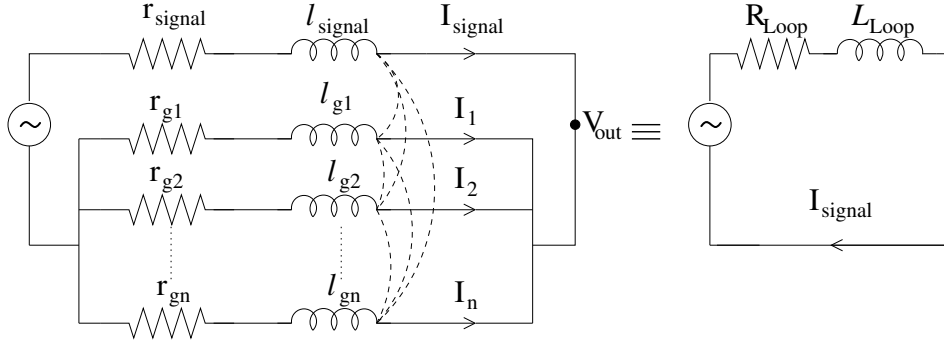 r_signal l_signal I_signal R_Loop L_Loop
r_g1 l_g1 I_1 V_out
~ ~
r_g2 l_g2 I_2
I_signal
r_gn l_gn I_n